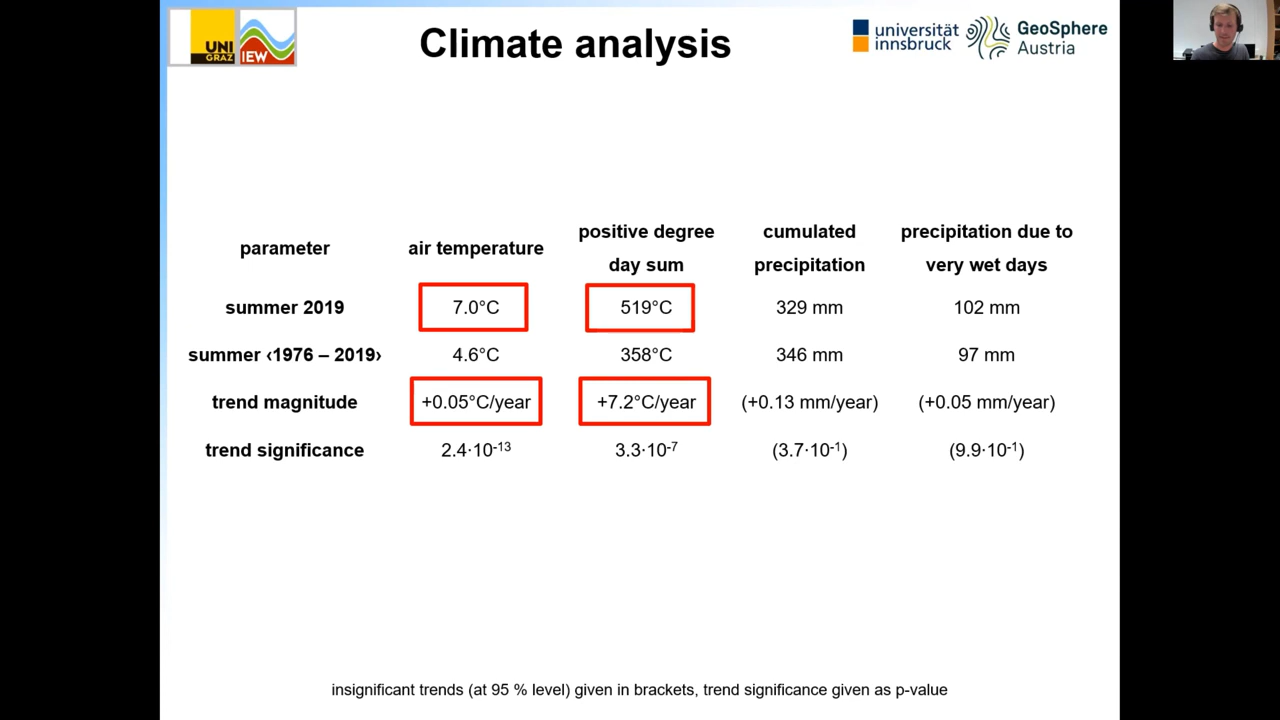 UNI
GRAZ
IEW
Climate analysis
universität
innsbruck
GeoSphere
Austria
parameter
air temperature
positive degree
day sum
cumulated
precipitation
precipitation due to
very wet days
summer 2019
7.0°C
519°C
329 mm
102 mm
summer ‹1976 – 2019›
4.6°C
358°C
346 mm
97 mm
trend magnitude
+0.05°C/year
+7.2°C/year
(+0.13 mm/year)
(+0.05 mm/year)
trend significance
2.4·10⁻¹³
3.3·10⁻⁷
(3.7·10⁻¹)
(9.9·10⁻¹)
insignificant trends (at 95 % level) given in brackets, trend significance given as p-value